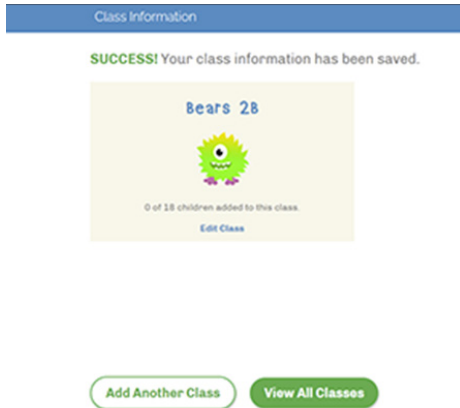 Class Information
SUCCESS! Your class information has been saved.
Bears 2B
0 of 18 children added to this class.
Edit Class
Add Another Class
View All Classes